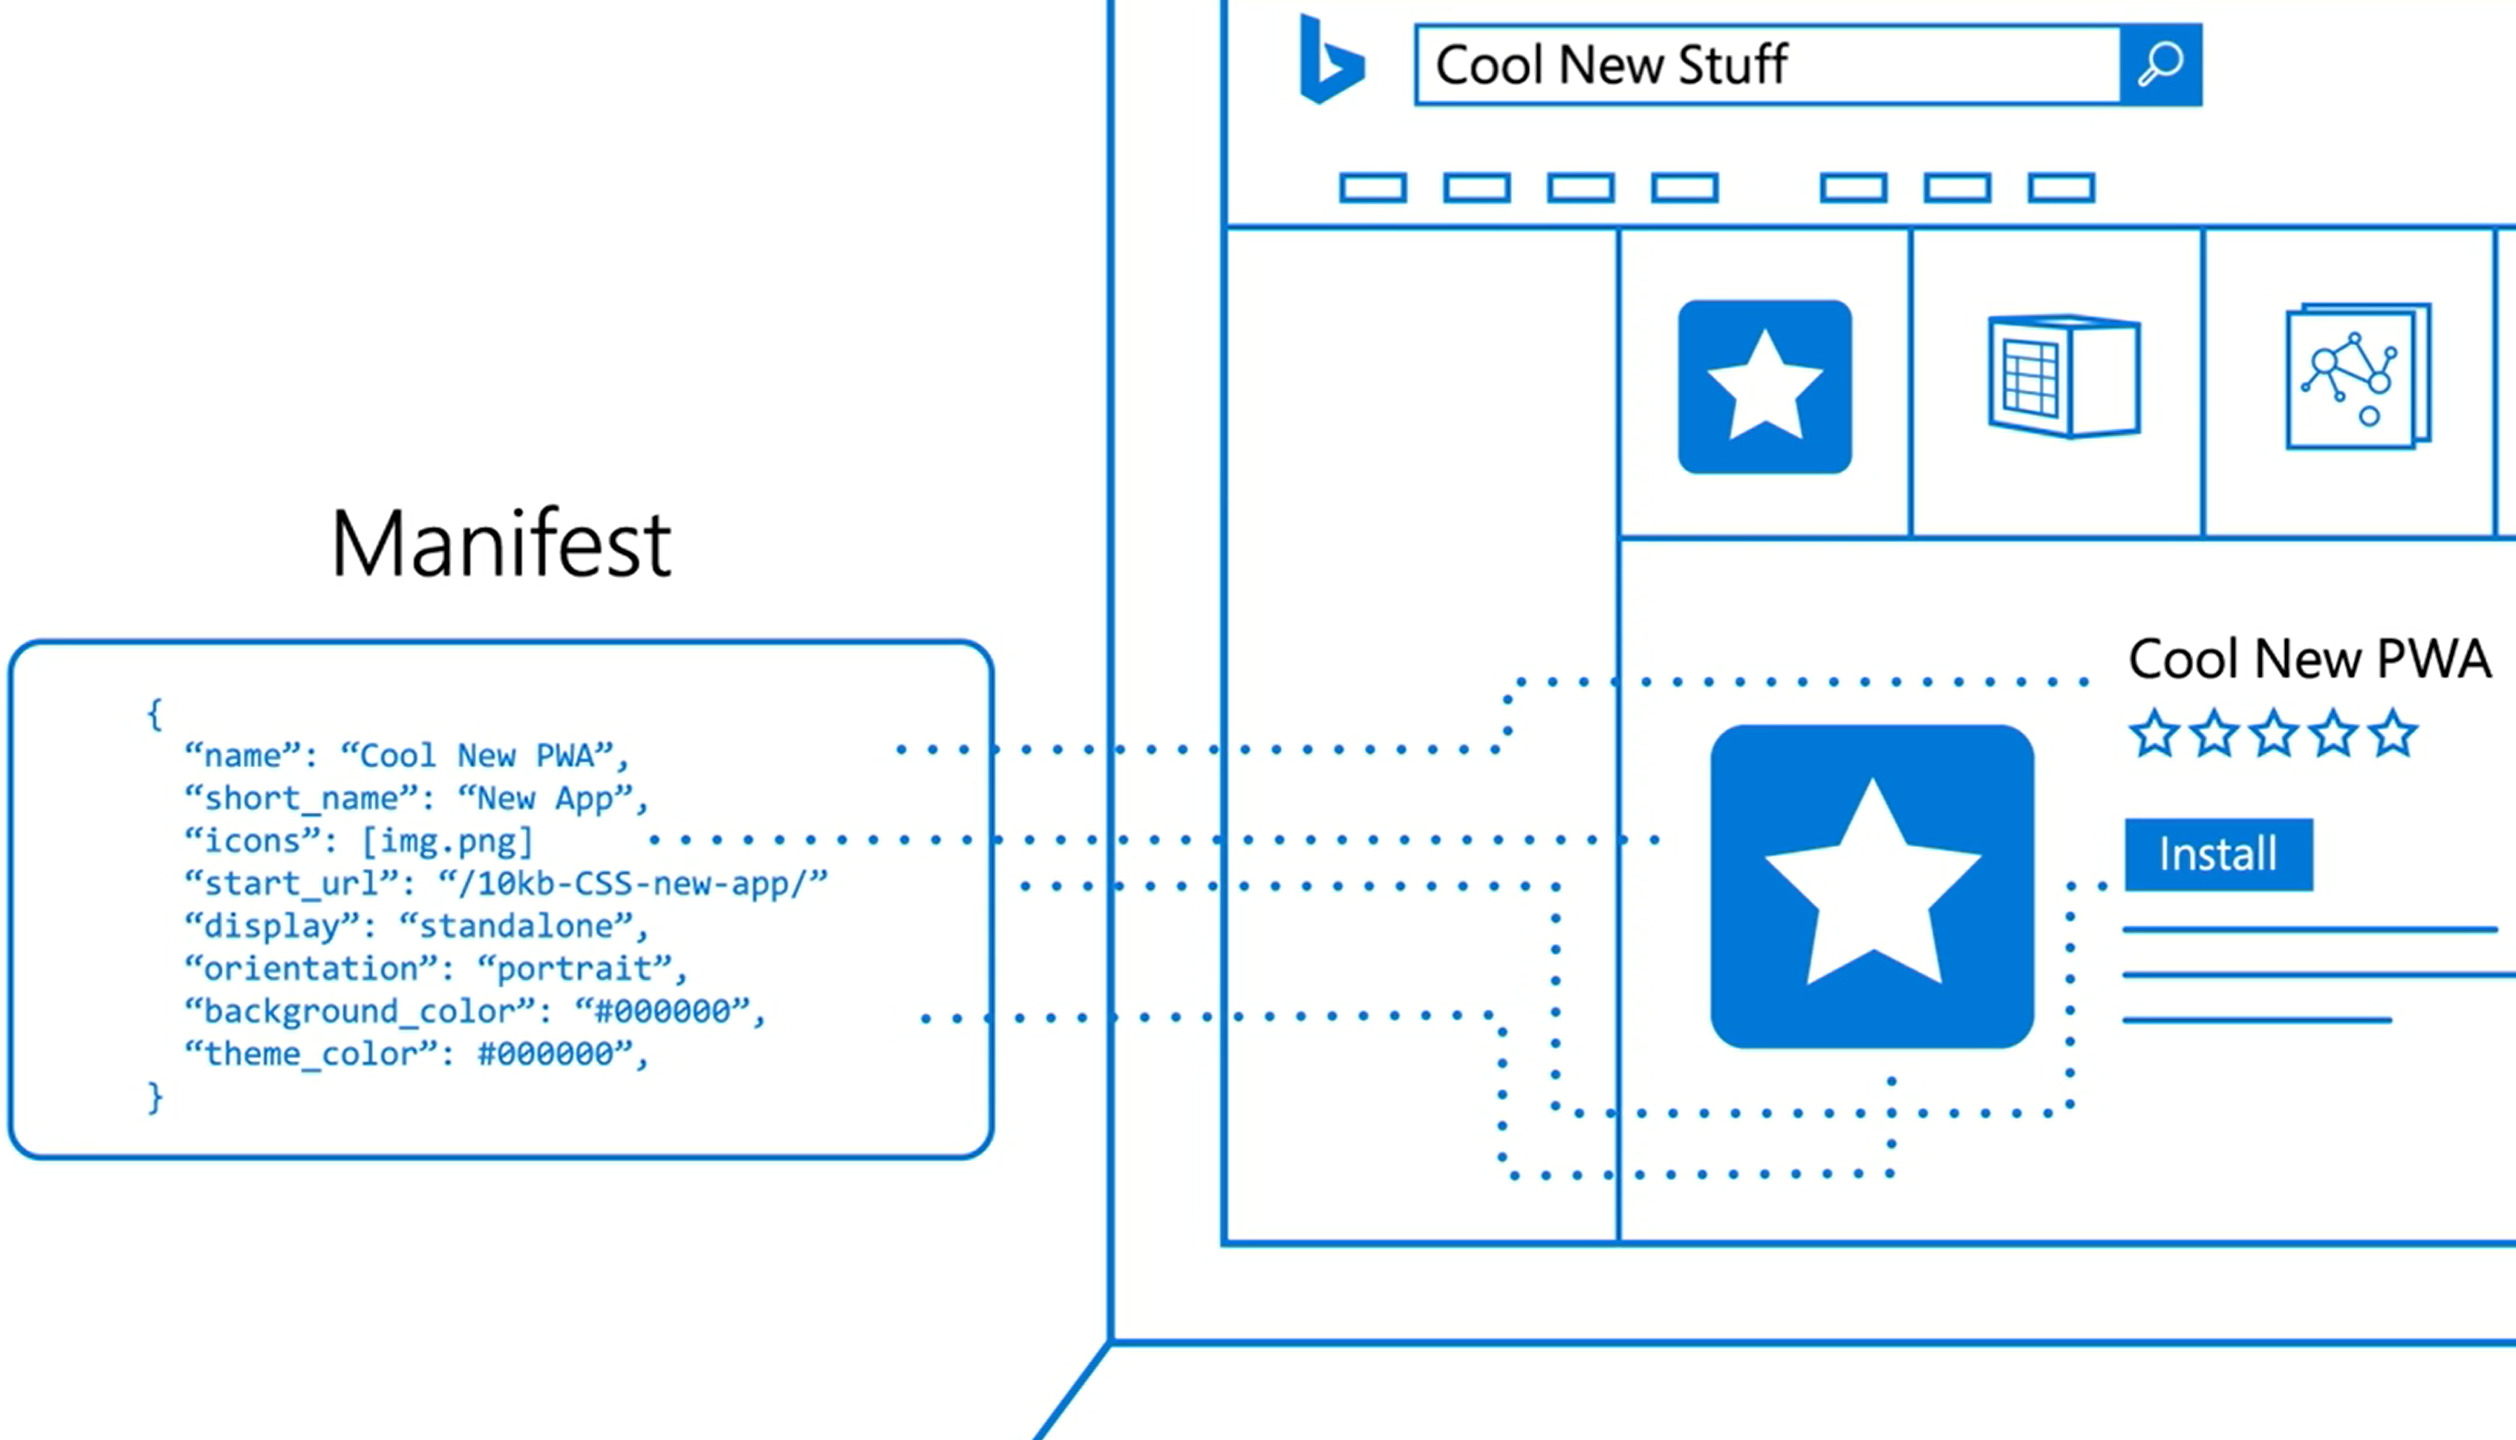 Cool New Stuff
Manifest
{
“name”: “Cool New PWA”,
“short_name”: “New App”,
“icons”: [img.png]
“start_url”: “/10kb-CSS-new-app/”
“display”: “standalone”,
“orientation”: “portrait”,
“background_color”: “#000000”,
“theme_color”: #000000”,
}
Cool New PWA
Install